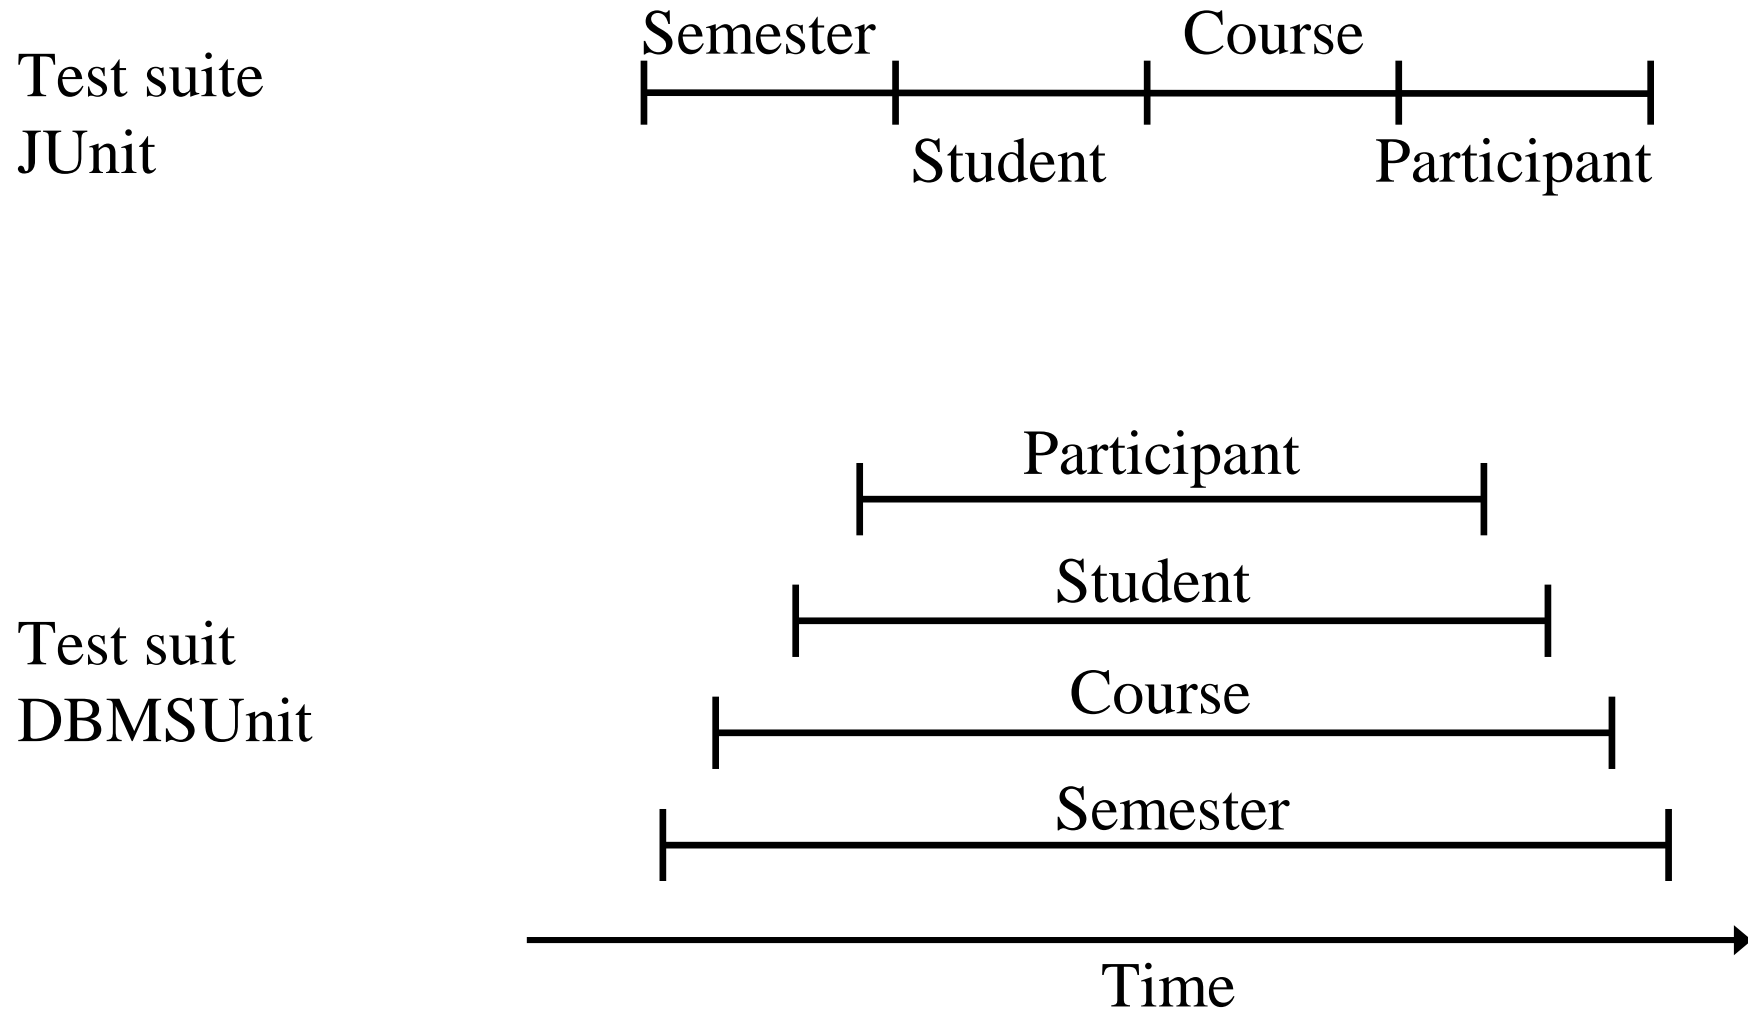 Semester
Course
Test suite
JUnit
Student
Participant
Participant
Student
Test suit
DBMSUnit
Course
Semester
Time